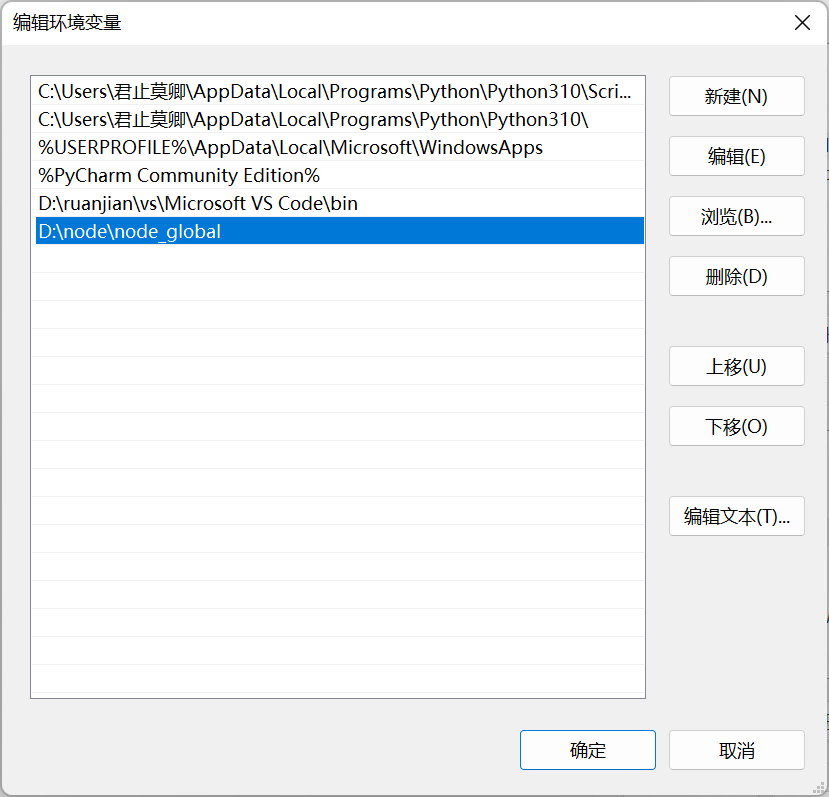 编辑环境变量
C:\Users\君止莫卿\AppData\Local\Programs\Python\Python310\Scri...
C:\Users\君止莫卿\AppData\Local\Programs\Python\Python310\
%USERPROFILE%\AppData\Local\Microsoft\WindowsApps
%PyCharm Community Edition%
D:\ruanjian\vs\Microsoft VS Code\bin
D:\node\node_global
新建(N)
编辑(E)
浏览(B)...
删除(D)
上移(U)
下移(O)
编辑文本(T)...
确定
取消